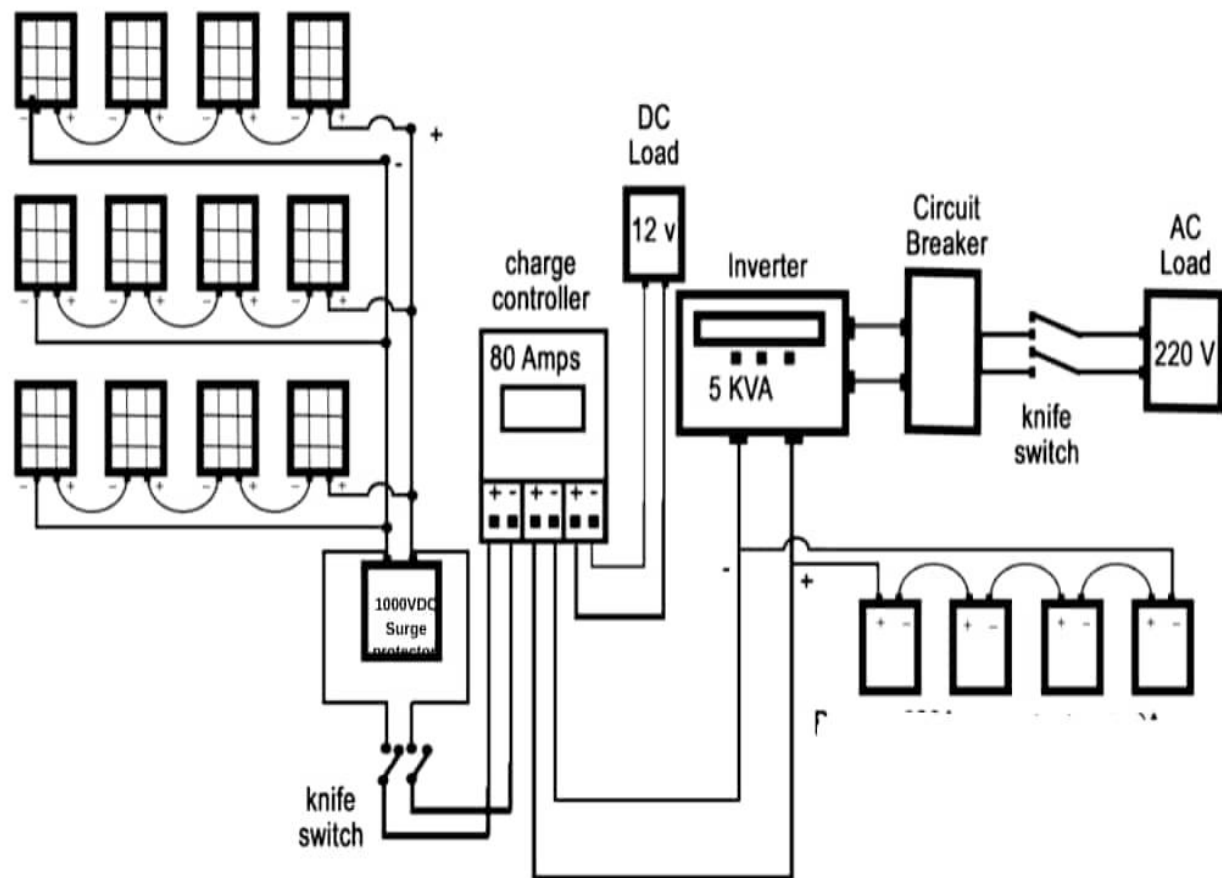 - + - + - + - +
+
-
- + - + - + - +
- + - + - + - +
DC
Load
12 v
charge
controller
80 Amps
+ - + - + -
Inverter
5 KVA
Circuit
Breaker
AC
Load
220 V
knife
switch
1000VDC
Surge
protector
knife
switch
-
+
+ - + - + - + -